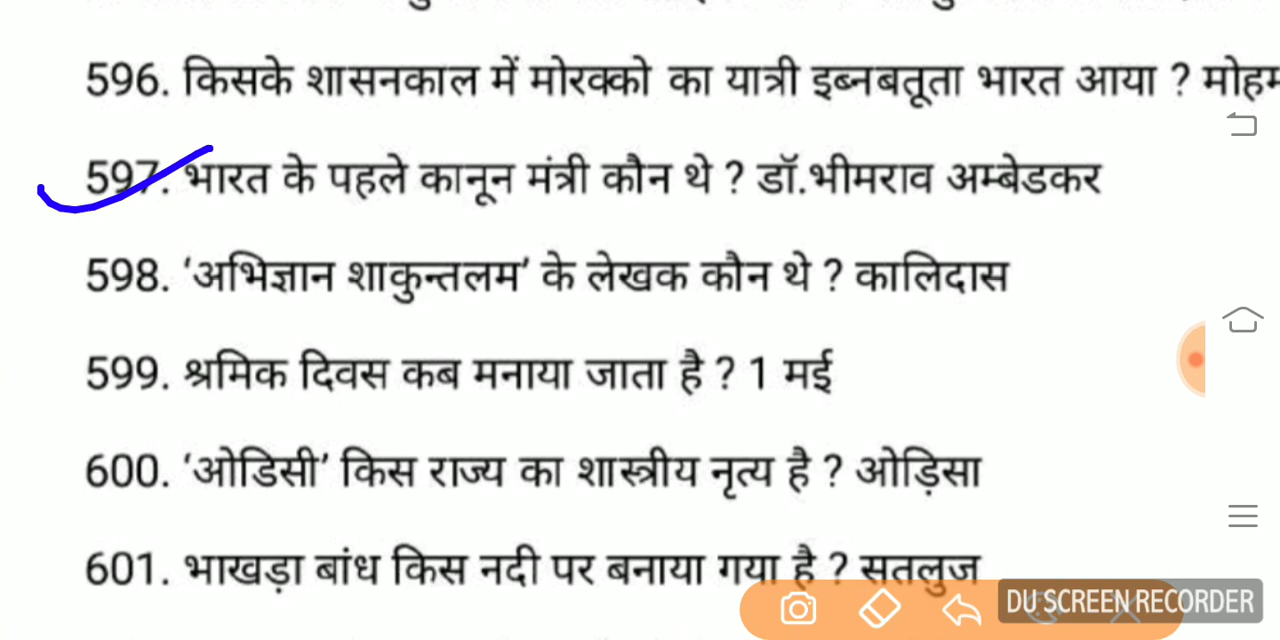 596. किसके शासनकाल में मोरक्को का यात्री इब्नबतूता भारत आया ?
597. भारत के पहले कानून मंत्री कौन थे ? डॉ.भीमराव अम्बेडकर
598. ‘अभिज्ञान शाकुन्तलम’ के लेखक कौन थे ? कालिदास
599. श्रमिक दिवस कब मनाया जाता है ? 1 मई
600. ‘ओडिसी’ किस राज्य का शास्त्रीय नृत्य है ? ओड़िसा
601. भाखड़ा बांध किस नदी पर बनाया गया है ? सतलुज
DU SCREEN RECORDER